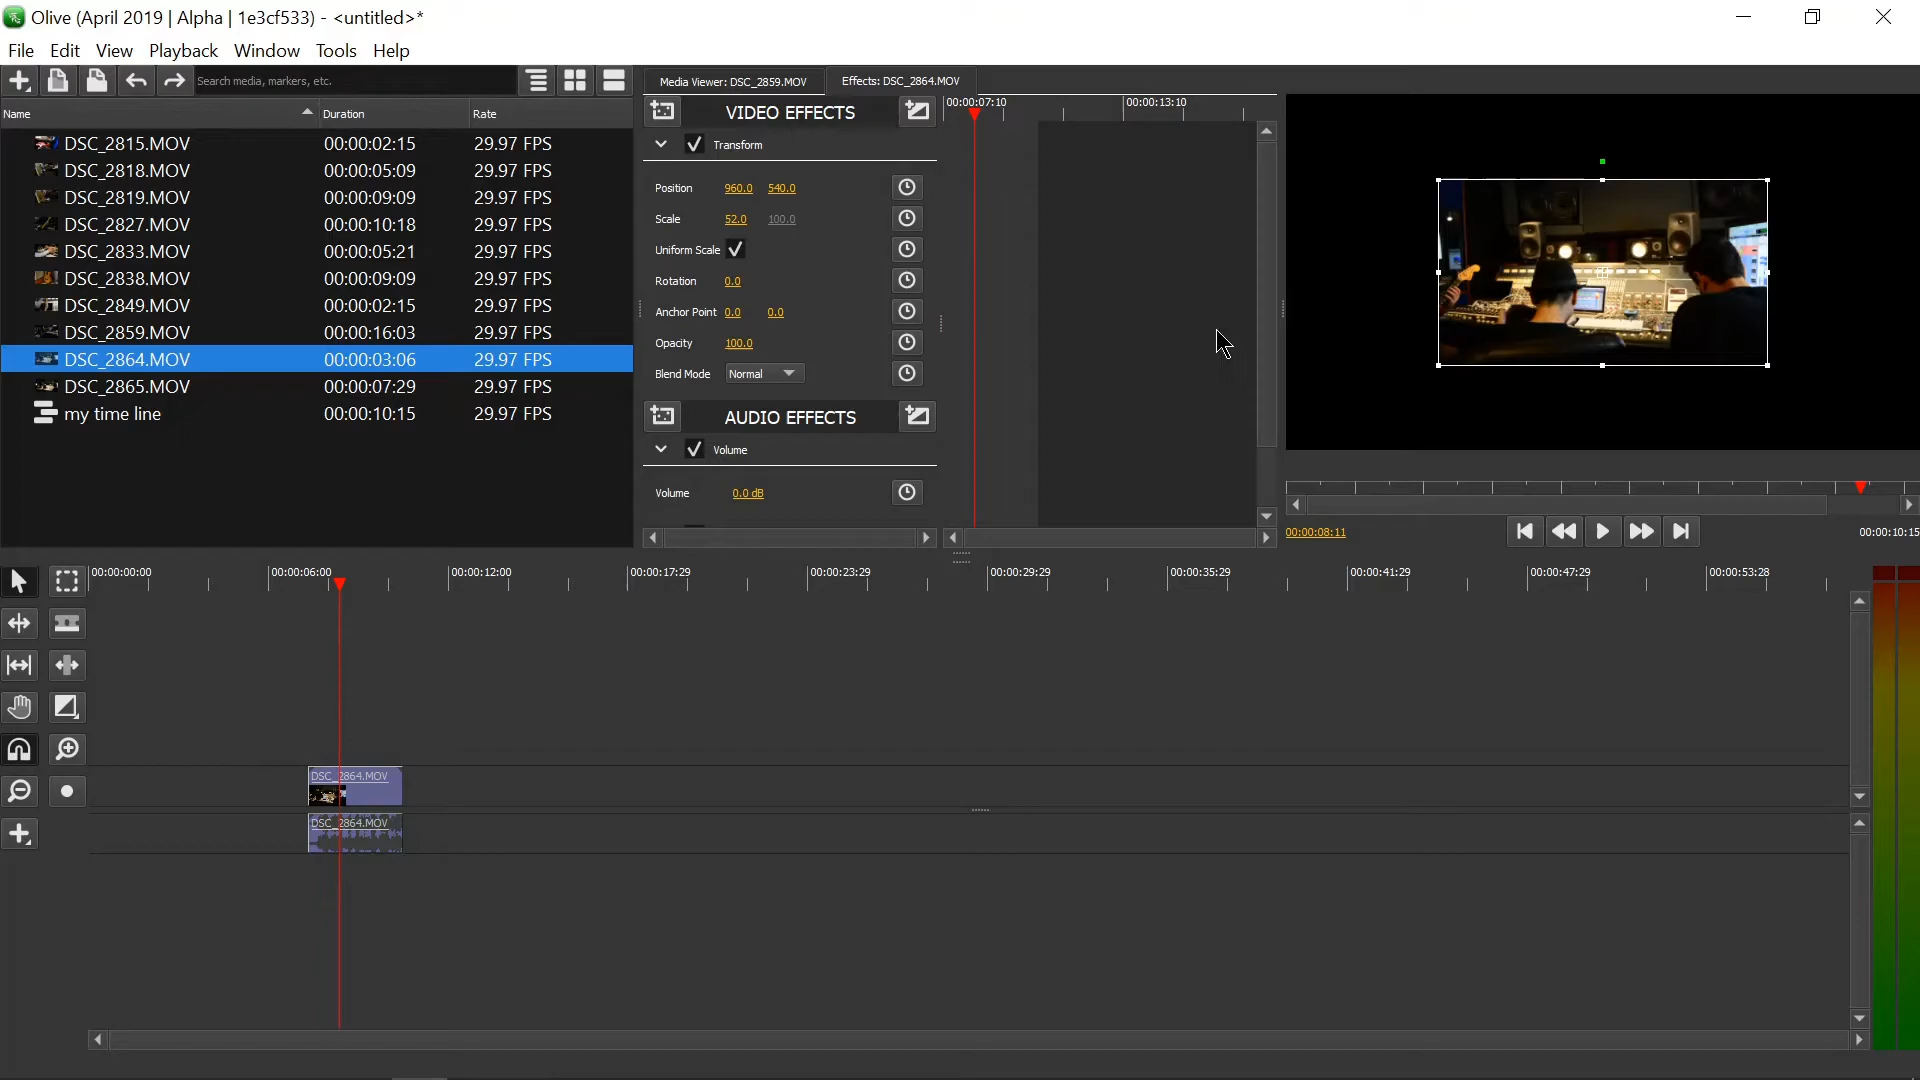 Olive (April 2019 | Alpha | 1e3cf533) - <untitled>*
File Edit View Playback Window Tools Help
Search media, markers, etc.
Name Duration Rate
DSC_2815.MOV 00:00:02:15 29.97 FPS
DSC_2818.MOV 00:00:05:09 29.97 FPS
DSC_2819.MOV 00:00:09:09 29.97 FPS
DSC_2827.MOV 00:00:10:18 29.97 FPS
DSC_2833.MOV 00:00:05:21 29.97 FPS
DSC_2838.MOV 00:00:09:09 29.97 FPS
DSC_2849.MOV 00:00:02:15 29.97 FPS
DSC_2859.MOV 00:00:16:03 29.97 FPS
DSC_2864.MOV 00:00:03:06 29.97 FPS
DSC_2865.MOV 00:00:07:29 29.97 FPS
my time line 00:00:10:15 29.97 FPS
Media Viewer: DSC_2859.MOV Effects: DSC_2864.MOV
VIDEO EFFECTS
00:00:07:10 00:00:13:10
Transform
Position 960.0 540.0
Scale 52.0 100.0
Uniform Scale
Rotation 0.0
Anchor Point 0.0 0.0
Opacity 100.0
Blend Mode Normal
AUDIO EFFECTS
Volume
Volume 0.0 dB
00:00:08:11 00:00:10:15
00:00:00:00 00:00:06:00 00:00:12:00 00:00:17:29 00:00:23:29 00:00:29:29 00:00:35:29 00:00:41:29 00:00:47:29 00:00:53:28
DSC_2864.MOV
DSC_2864.MOV